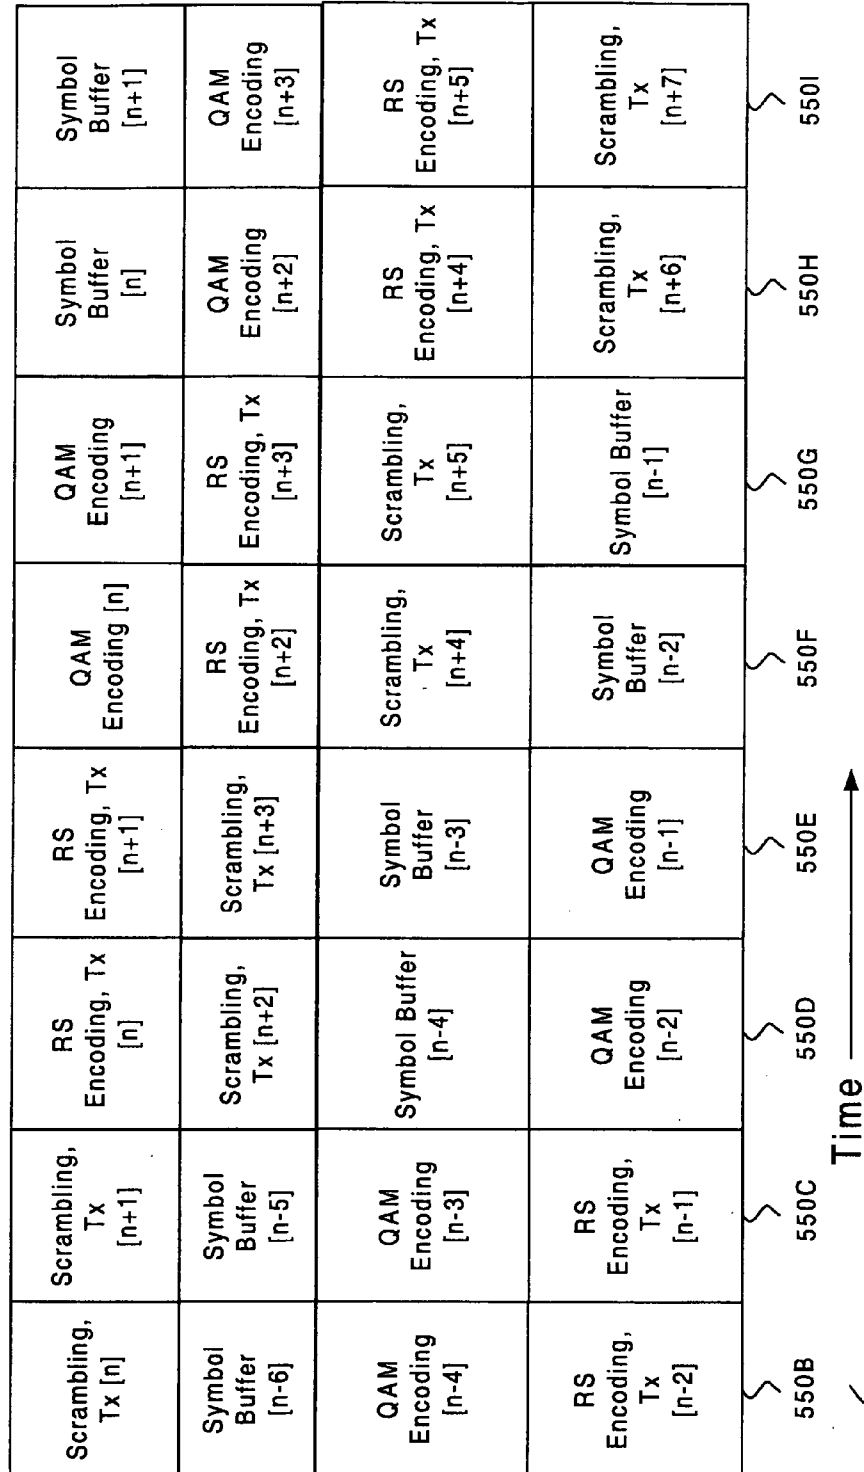 Scrambling,
Tx [n]
Scrambling,
Tx
[n+1]
RS
Encoding, Tx
[n]
RS
Encoding, Tx
[n+1]
QAM
Encoding [n]
QAM
Encoding
[n+1]
Symbol
Buffer
[n]
Symbol
Buffer
[n+1]
Symbol
Buffer
[n-6]
Symbol
Buffer
[n-5]
Scrambling,
Tx [n+2]
Scrambling,
Tx [n+3]
RS
Encoding, Tx
[n+2]
RS
Encoding, Tx
[n+3]
QAM
Encoding
[n+2]
QAM
Encoding
[n+3]
QAM
Encoding
[n-4]
QAM
Encoding
[n-3]
Symbol Buffer
[n-4]
Symbol
Buffer
[n-3]
Scrambling,
Tx
[n+4]
Scrambling,
Tx
[n+5]
RS
Encoding, Tx
[n+4]
RS
Encoding, Tx
[n+5]
RS
Encoding,
Tx
[n-2]
RS
Encoding,
Tx
[n-1]
QAM
Encoding
[n-2]
QAM
Encoding
[n-1]
Symbol
Buffer
[n-2]
Symbol Buffer
[n-1]
Scrambling,
Tx
[n+6]
Scrambling,
Tx
[n+7]
550B
550C
550D
550E
550F
550G
550H
550I
Time